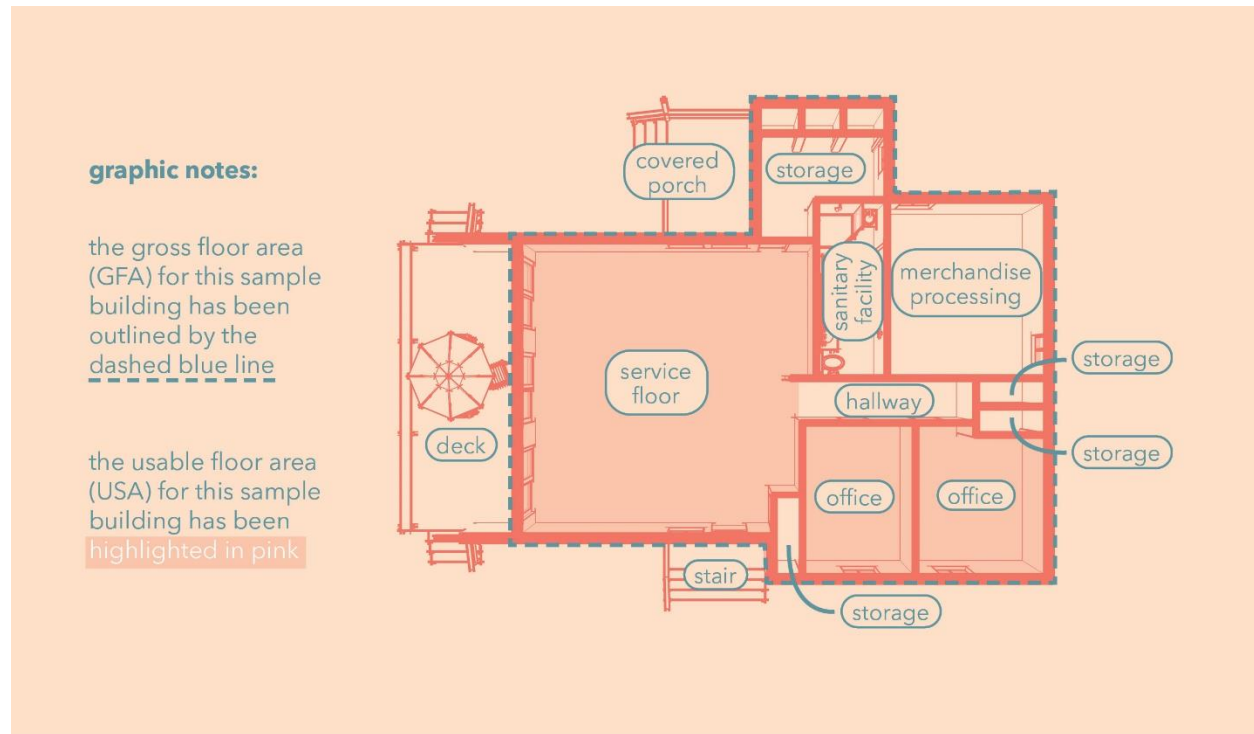 graphic notes:
the gross floor area
(GFA) for this sample
building has been
outlined by the
dashed blue line
the usable floor area
(USA) for this sample
building has been
highlighted in pink
covered
porch
storage
sanitary
facility
merchandise
processing
service
floor
hallway
storage
storage
deck
office
office
stair
storage